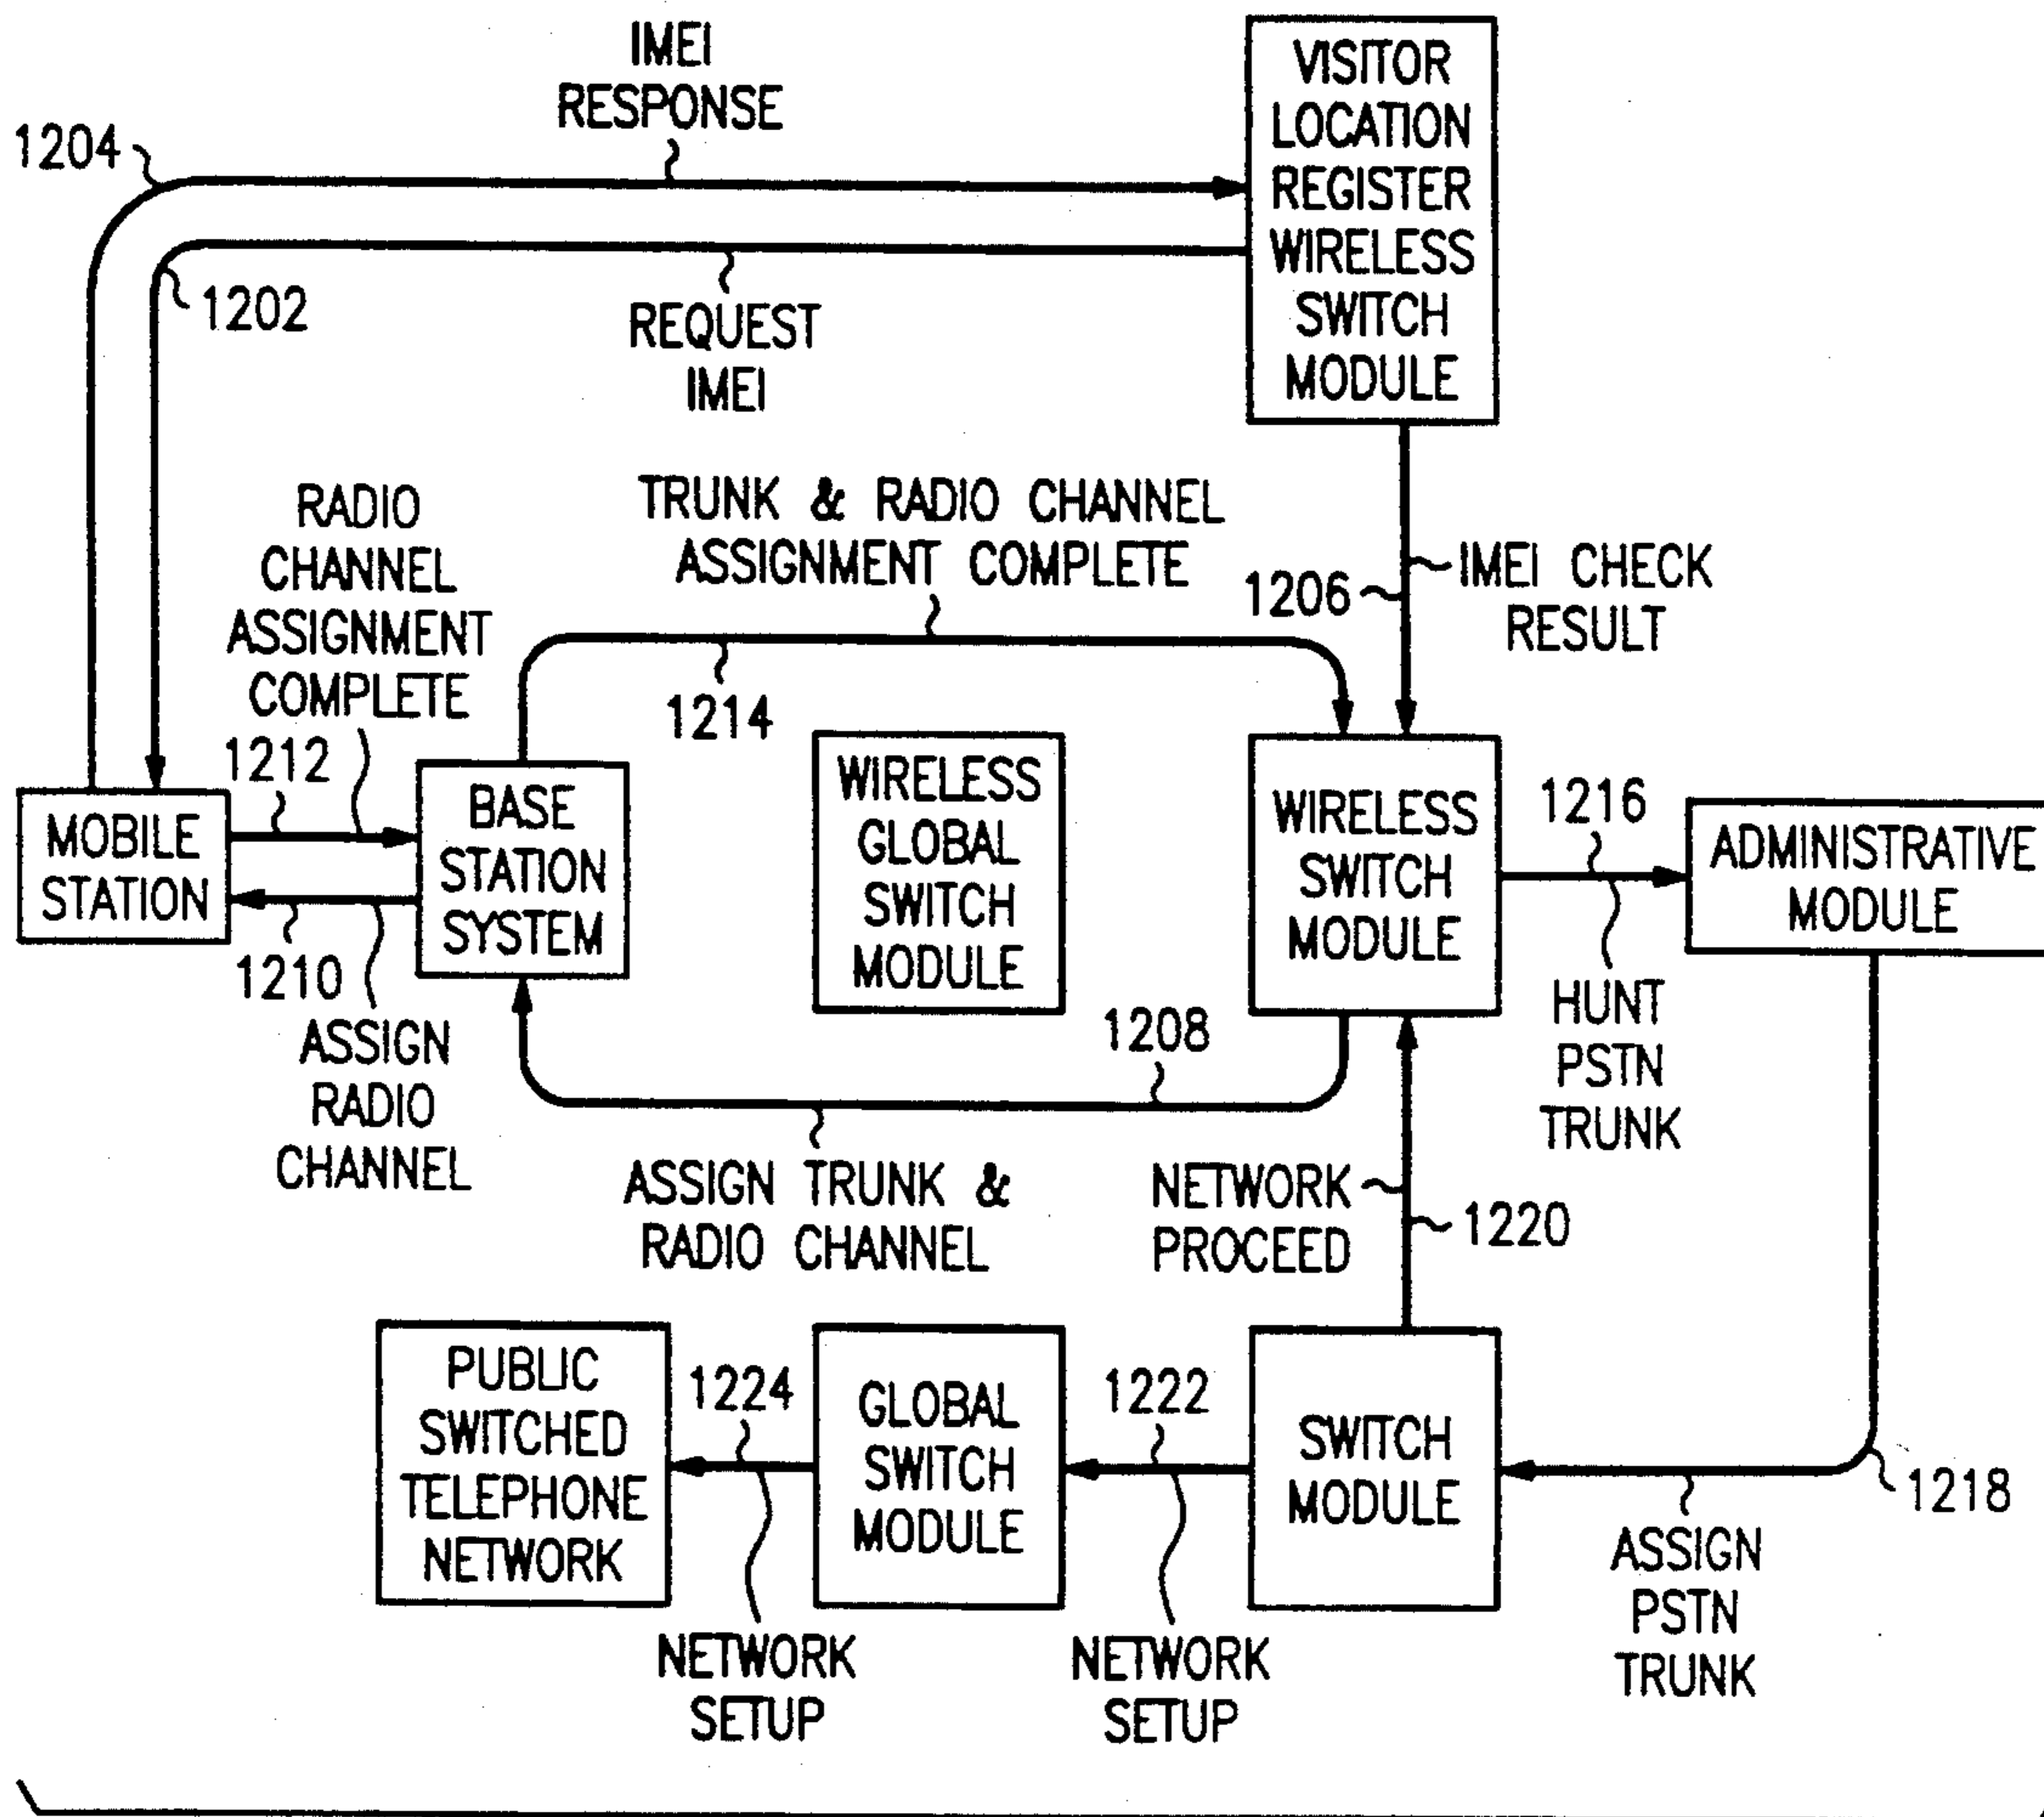 IMEI
RESPONSE
VISITOR
LOCATION
REGISTER
WIRELESS
SWITCH
MODULE
1204
1202
REQUEST
IMEI
RADIO
CHANNEL
ASSIGNMENT
COMPLETE
TRUNK & RADIO CHANNEL
ASSIGNMENT COMPLETE
1206
IMEI CHECK
RESULT
1214
1212
MOBILE
STATION
BASE
STATION
SYSTEM
WIRELESS
GLOBAL
SWITCH
MODULE
WIRELESS
SWITCH
MODULE
1216
ADMINISTRATIVE
MODULE
1210
ASSIGN
RADIO
CHANNEL
1208
HUNT
PSTN
TRUNK
ASSIGN TRUNK &
RADIO CHANNEL
NETWORK
PROCEED
1220
PUBLIC
SWITCHED
TELEPHONE
NETWORK
1224
GLOBAL
SWITCH
MODULE
1222
SWITCH
MODULE
1218
ASSIGN
PSTN
TRUNK
NETWORK
SETUP
NETWORK
SETUP